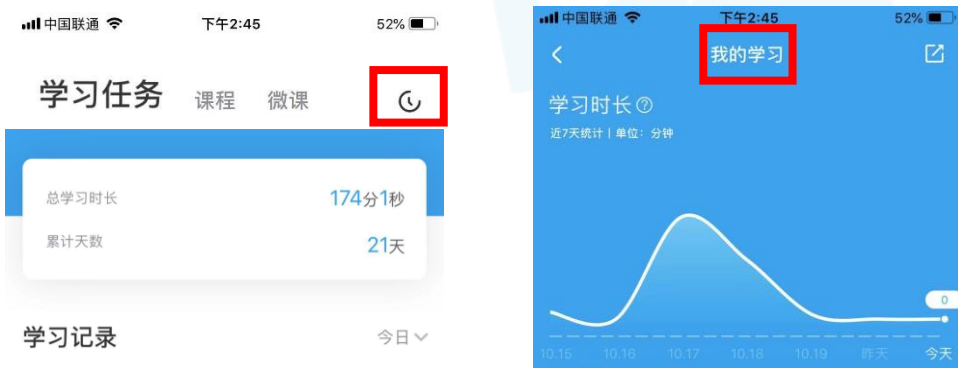 中国联通 下午2:45 52%
学习任务 课程 微课
总学习时长 174分1秒
累计天数 21天
学习记录 今日
中国联通 下午2:45 52%
我的学习
学习时长?
近7天统计 | 单位：分钟
0
10.15 10.16 10.17 10.18 10.19 昨天 今天